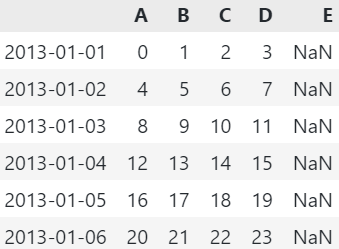 A B C D E
2013-01-01 0 1 2 3 NaN
2013-01-02 4 5 6 7 NaN
2013-01-03 8 9 10 11 NaN
2013-01-04 12 13 14 15 NaN
2013-01-05 16 17 18 19 NaN
2013-01-06 20 21 22 23 NaN